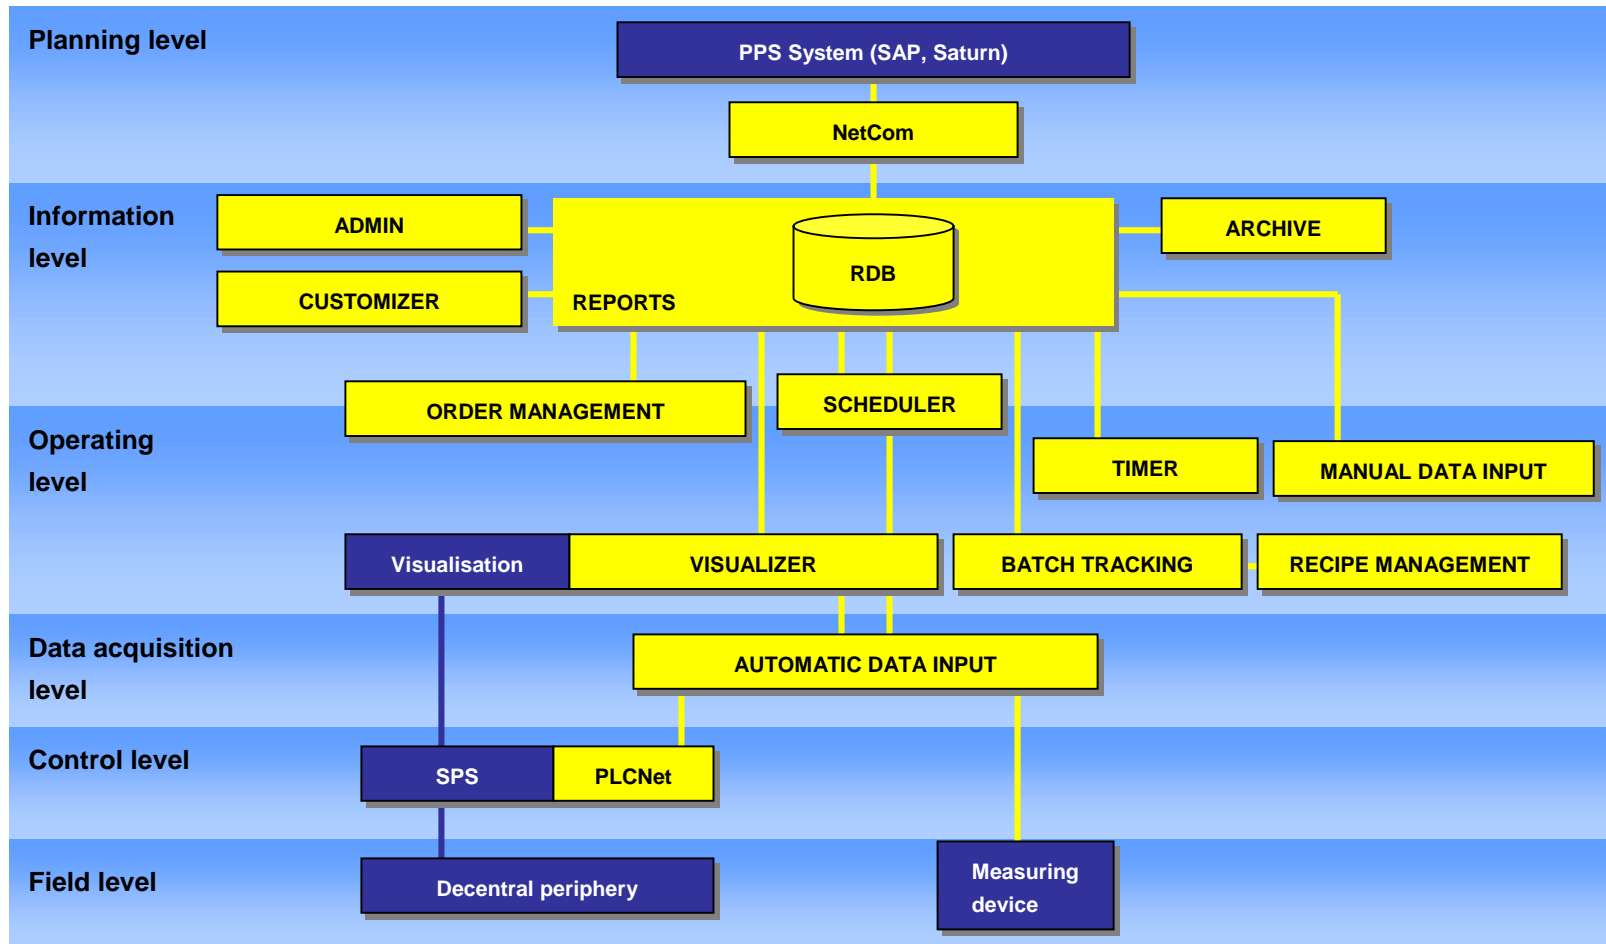 Planning level
PPS System (SAP, Saturn)
NetCom
Information
level
ADMIN
ARCHIVE
RDB
CUSTOMIZER
REPORTS
ORDER MANAGEMENT
SCHEDULER
Operating
level
TIMER
MANUAL DATA INPUT
Visualisation
VISUALIZER
BATCH TRACKING
RECIPE MANAGEMENT
Data acquisition
level
AUTOMATIC DATA INPUT
Control level
SPS
PLCNet
Field level
Decentral periphery
Measuring
device